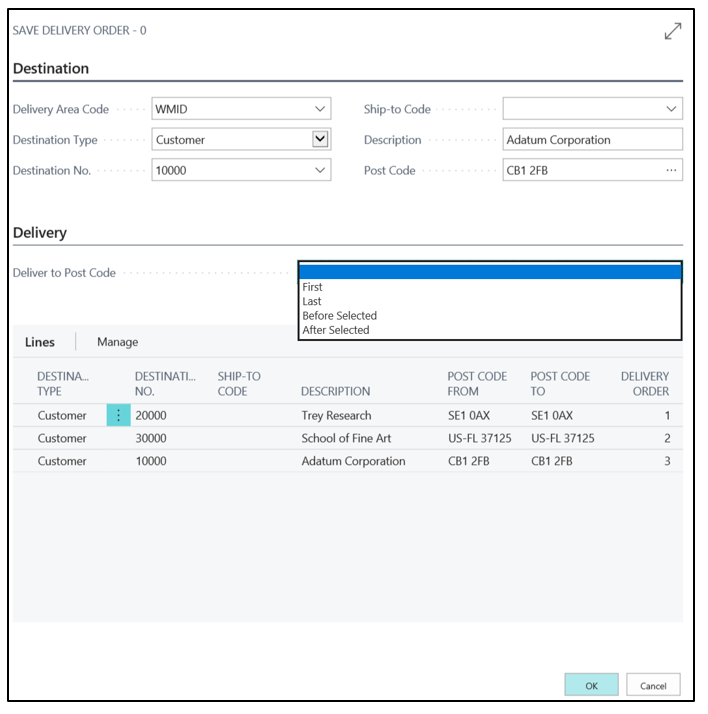 SAVE DELIVERY ORDER - 0
Destination
Delivery Area Code WMID Ship-to Code
Destination Type Customer Description Adatum Corporation
Destination No. 10000 Post Code CB1 2FB ...
Delivery
Deliver to Post Code
First
Last
Before Selected
After Selected
Lines Manage
DESTINA... DESTINATI... SHIP-TO POST CODE POST CODE DELIVERY
TYPE NO. CODE DESCRIPTION FROM TO ORDER
Customer 20000 Trey Research SE1 0AX SE1 0AX 1
Customer 30000 School of Fine Art US-FL 37125 US-FL 37125 2
Customer 10000 Adatum Corporation CB1 2FB CB1 2FB 3
OK Cancel